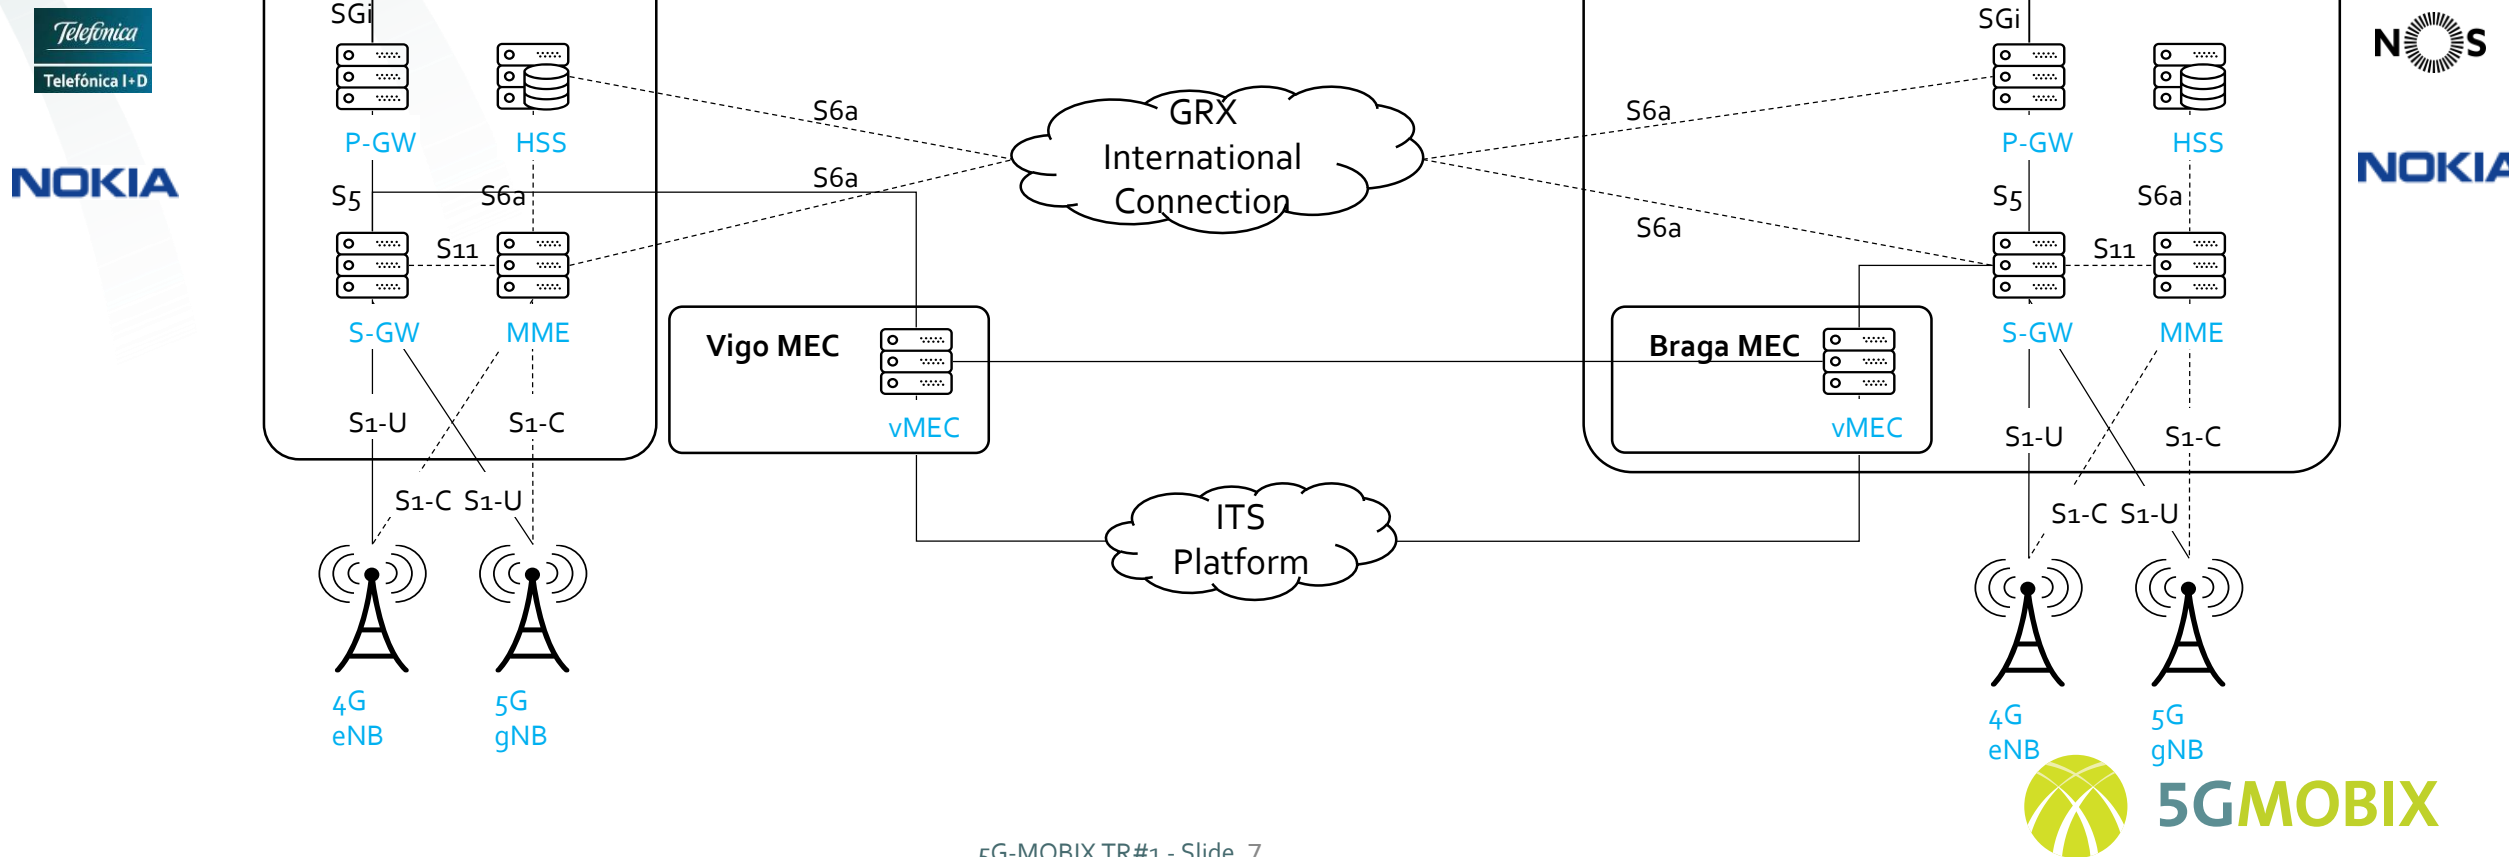 Telefónica
Telefónica I+D
NOKIA
SGi
P-GW
HSS
S6a
S6a
S5
S6a
S11
S-GW
MME
S1-U
S1-C
S1-C S1-U
4G
eNB
5G
gNB
GRX
International
Connection
Vigo MEC
vMEC
ITS
Platform
Braga MEC
vMEC
SGi
P-GW
HSS
S6a
S6a
S5
S6a
S11
S-GW
MME
S1-U
S1-C
S1-C S1-U
4G
eNB
5G
gNB
NOS
NOKIA
5GMOBIX
5G-MOBIX TR#1 - Slide 7